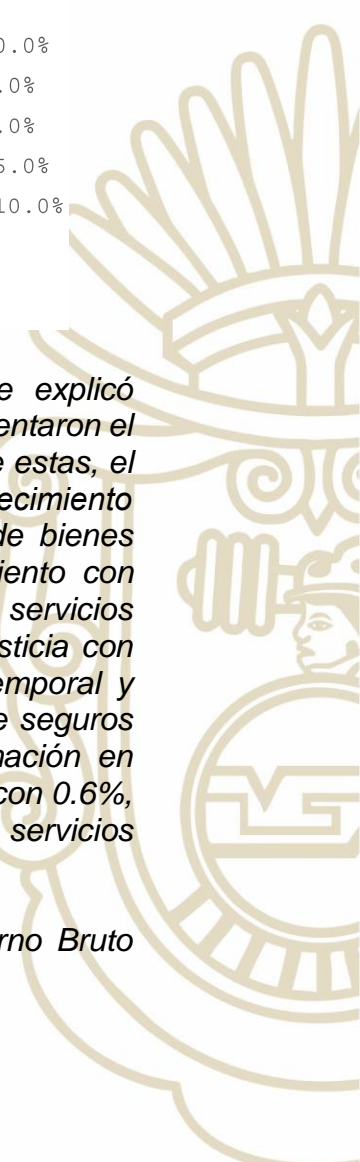 0.0%
.0%
.0%
5.0%
10.0%
e explicó
entaron el
e estas, el
ecimiento
de bienes
iento con
servicios
sticia con
emporal y
e seguros
nación en
con 0.6%,
servicios
rno Bruto